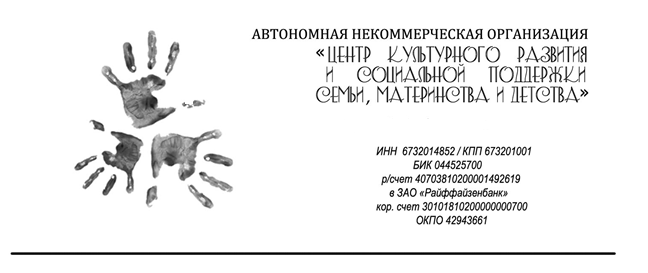 АВТОНОМНАЯ НЕКОММЕРЧЕСКАЯ ОРГАНИЗАЦИЯ
«ЦЕНТР КУЛЬТУРНОГО РАЗВИТИЯ
И СОЦИАЛЬНОЙ ПОДДЕРЖКИ
СЕМЬИ, МАТЕРИНСТВА И ДЕТСТВА»
ИНН 6732014852 / КПП 673201001
БИК 044525700
р/счет 40703810200001492619
в ЗАО «Райффайзенбанк»
кор. счет 30101810200000000700
ОКПО 42943661